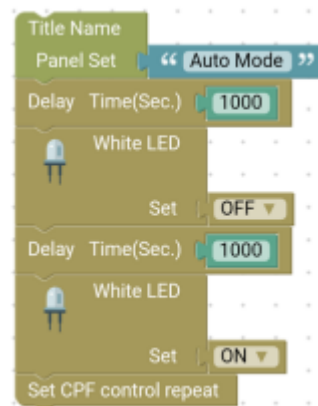 Title Name
Panel Set “ Auto Mode ”
Delay Time(Sec.) 1000
White LED
Set OFF
Delay Time(Sec.) 1000
White LED
Set ON
Set CPF control repeat